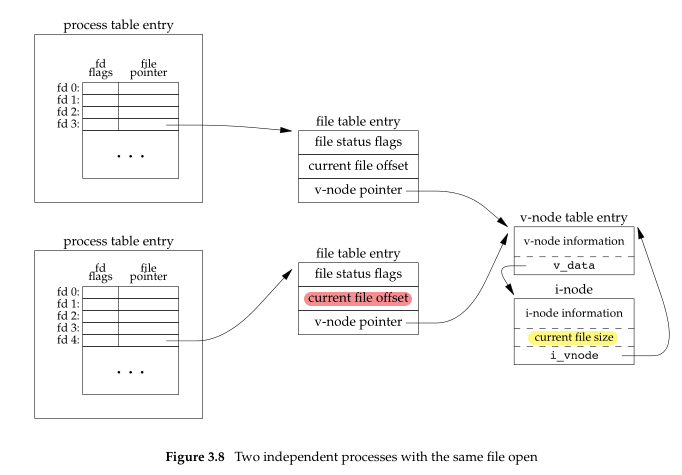 process table entry
fd
flags
file
pointer
fd 0:
fd 1:
fd 2:
fd 3:
. . .
file table entry
file status flags
current file offset
v-node pointer
process table entry
fd
flags
file
pointer
fd 0:
fd 1:
fd 2:
fd 3:
fd 4:
. . .
file table entry
file status flags
current file offset
v-node pointer
v-node table entry
v-node information
v_data
i-node
i-node information
current file size
i_vnode
Figure 3.8 Two independent processes with the same file open